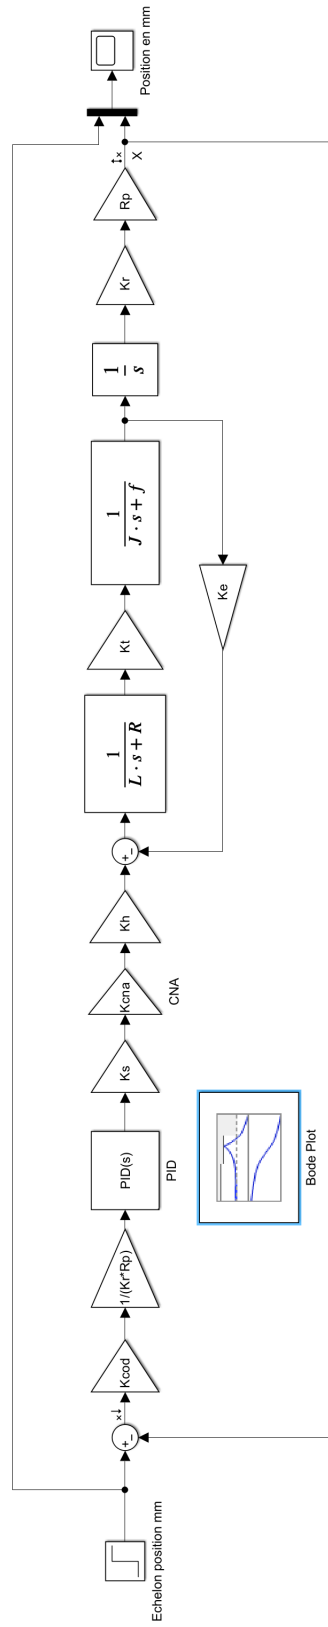 Echelon position mm
Kcod
1/(Kr*Rp)
PID(s)
PID
Ks
Kcna
CNA
Kh
1
L · s + R
Kt
1
J · s + f
1
s
Kr
Rp
X
Position en mm
Ke
Bode Plot